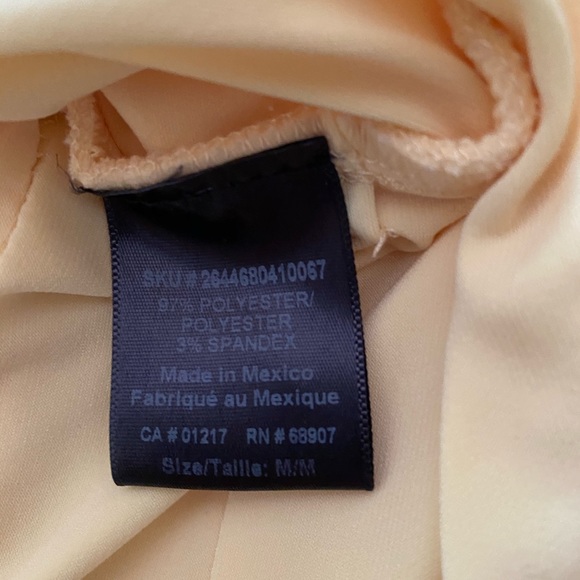 SKU # 2644680410067
97% POLYESTER/
POLYESTER
3% SPANDEX
Made in Mexico
Fabriqué au Mexique
CA # 01217 RN # 68907
Size/Taille: M/M